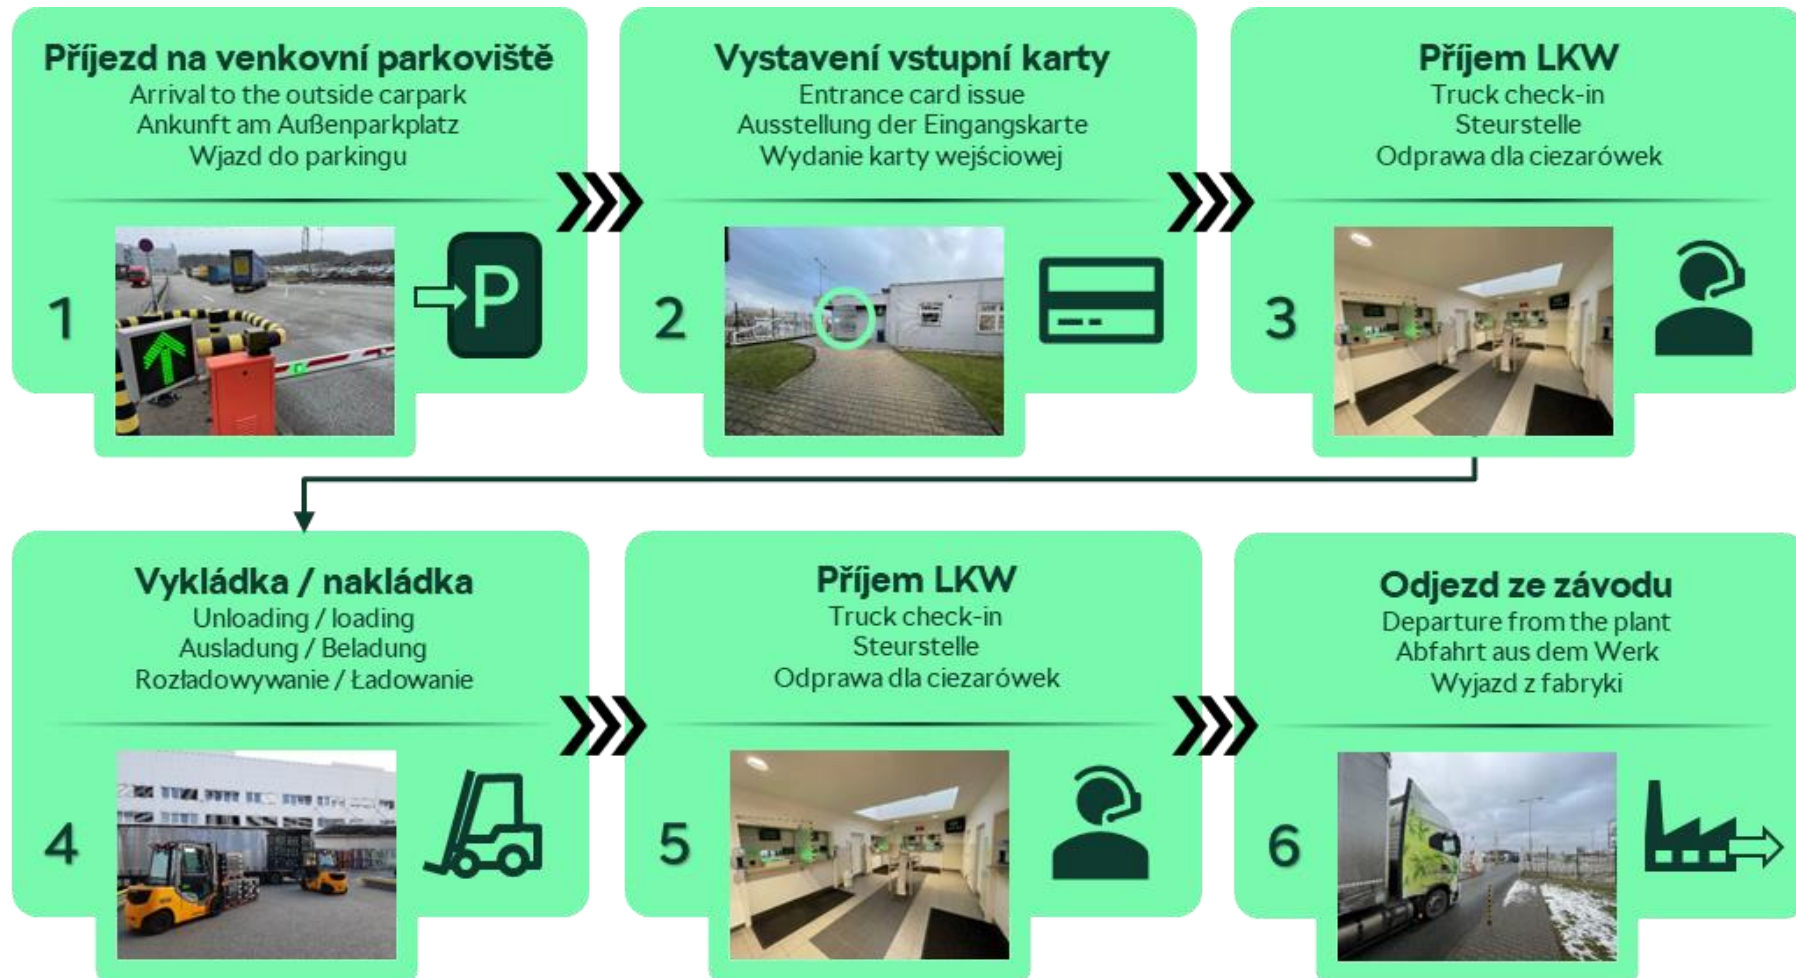 Příjezd na venkovní parkoviště
Arrival to the outside carpark
Ankunft am Außenparkplatz
Wjazd do parkingu
1
P
Vystavení vstupní karty
Entrance card issue
Ausstellung der Eingangskarte
Wydanie karty wejściowej
2
Příjem LKW
Truck check-in
Steurstelle
Odprawa dla ciezarówek
3
Vykládka / nakládka
Unloading / loading
Ausladung / Beladung
Rozładowywanie / Ładowanie
4
Příjem LKW
Truck check-in
Steurstelle
Odprawa dla ciezarówek
5
Odjezd ze závodu
Departure from the plant
Abfahrt aus dem Werk
Wyjazd z fabryki
6